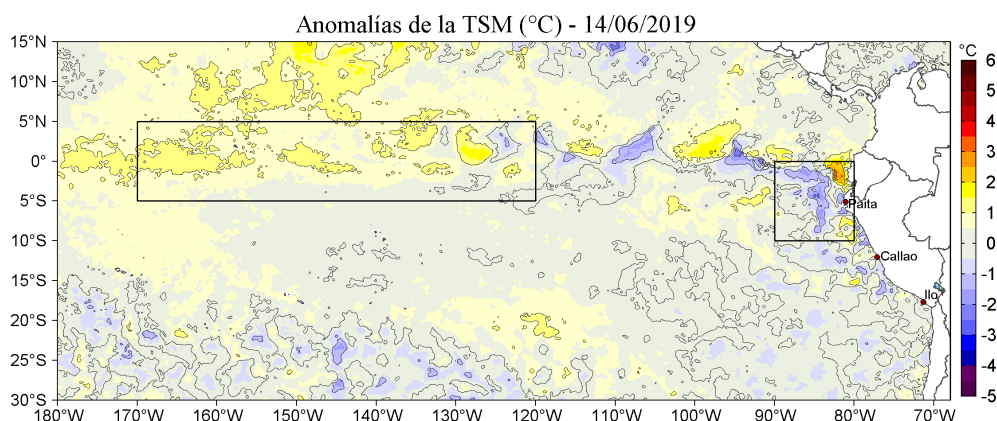 Anomalías de la TSM (°C) - 14/06/2019
15°N
10°N
5°N
0°
5°S
10°S
15°S
20°S
25°S
30°S
180°W
170°W
160°W
150°W
140°W
130°W
120°W
110°W
100°W
90°W
80°W
70°W
Paita
Callao
Ilo
°C
6
5
4
3
2
1
0
-1
-2
-3
-4
-5